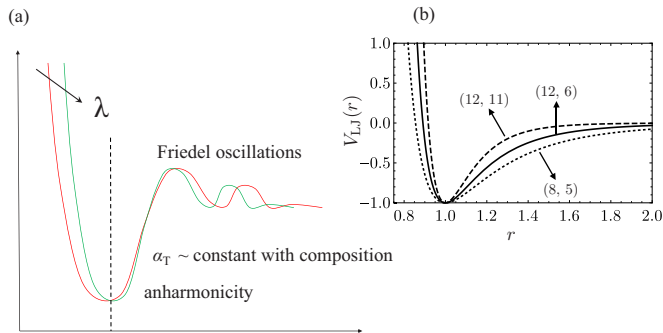 (a)
λ
Friedel oscillations
α_T ~ constant with composition
anharmonicity
(b)
1.0
0.5
0.0
−0.5
−1.0
V_LJ(r)
(12, 11)
(12, 6)
(8, 5)
0.8 1.0 1.2 1.4 1.6 1.8 2.0
r